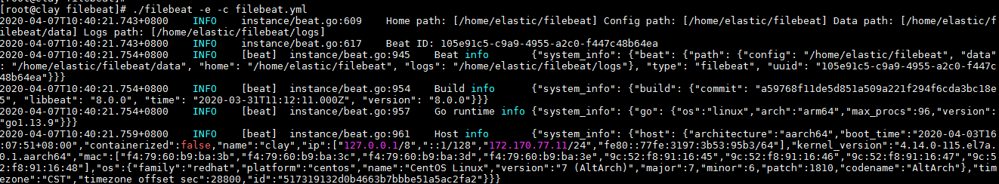 [root@clay filebeat]# ./filebeat -e -c filebeat.yml
2020-04-07T10:40:21.743+0800    INFO    instance/beat.go:609    Home path: [/home/elastic/filebeat] Config path: [/home/elastic/filebeat] Data path: [/home/elastic/f
ilebeat/data] Logs path: [/home/elastic/filebeat/logs]
2020-04-07T10:40:21.743+0800    INFO    instance/beat.go:617    Beat ID: 105e91c5-c9a9-4955-a2c0-f447c48b64ea
2020-04-07T10:40:21.754+0800    INFO    [beat]  instance/beat.go:945    Beat info       {"system_info": {"beat": {"path": {"config": "/home/elastic/filebeat", "data"
: "/home/elastic/filebeat/data", "home": "/home/elastic/filebeat", "logs": "/home/elastic/filebeat/logs"}, "type": "filebeat", "uuid": "105e91c5-c9a9-4955-a2c0-f447c
48b64ea"}}}
2020-04-07T10:40:21.754+0800    INFO    [beat]  instance/beat.go:954    Build info      {"system_info": {"build": {"commit": "a59768f11de5d851a509a221f294f6cda3bc18e
5", "libbeat": "8.0.0", "time": "2020-03-31T11:12:11.000Z", "version": "8.0.0"}}}
2020-04-07T10:40:21.754+0800    INFO    [beat]  instance/beat.go:957    Go runtime info {"system_info": {"go": {"os":"linux","arch":"arm64","max_procs":96,"version":
"go1.13.9"}}}
2020-04-07T10:40:21.759+0800    INFO    [beat]  instance/beat.go:961    Host info       {"system_info": {"host": {"architecture":"aarch64","boot_time":"2020-04-03T16
:07:51+08:00","containerized":false,"name":"clay","ip":["127.0.0.1/8","::1/128","172.170.77.11/24","fe80::77fe:3197:3b53:95b3/64"],"kernel_version":"4.14.0-115.el7a.
0.1.aarch64","mac":["f4:79:60:b9:ba:3b","f4:79:60:b9:ba:3c","f4:79:60:b9:ba:3d","f4:79:60:b9:ba:3e","9c:52:f8:91:16:45","9c:52:f8:91:16:46","9c:52:f8:91:16:47","9c:5
2:f8:91:16:48"],"os":{"family":"redhat","platform":"centos","name":"CentOS Linux","version":"7 (AltArch)","major":7,"minor":6,"patch":1810,"codename":"AltArch"},"tim
ezone":"CST","timezone_offset_sec":28800,"id":"517319132d0b4663b7bbbe51a5ac2fa2"}}}